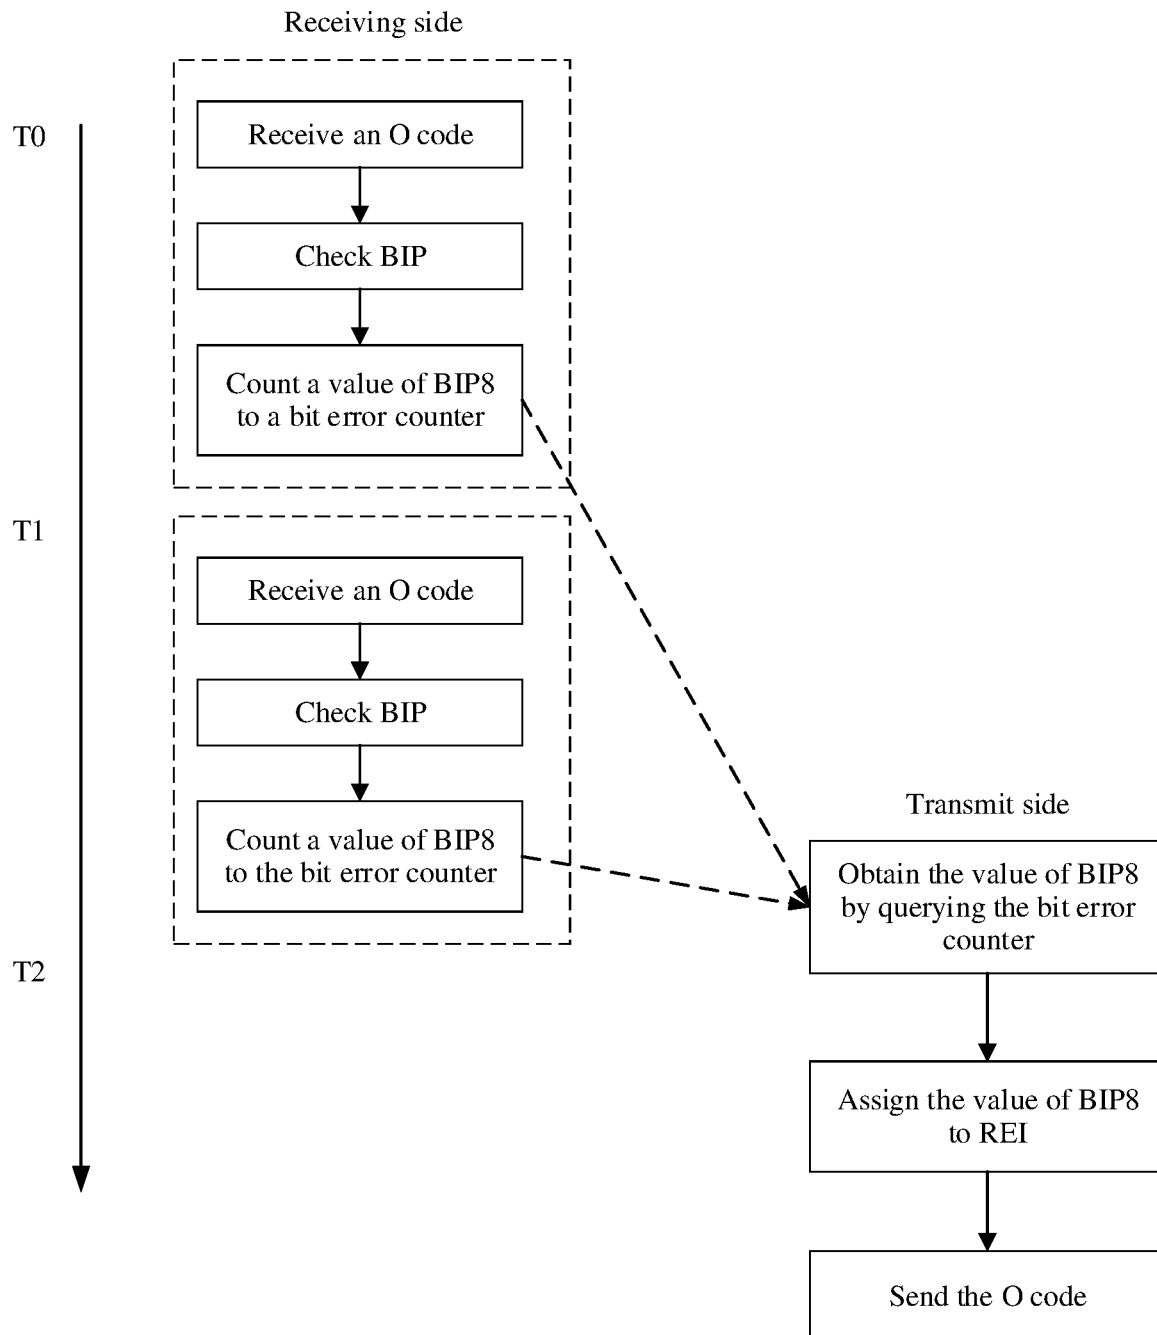 Receiving side
T0
Receive an O code
Check BIP
Count a value of BIP8
to a bit error counter
T1
Receive an O code
Check BIP
Count a value of BIP8
to the bit error counter
T2
Transmit side
Obtain the value of BIP8
by querying the bit error
counter
Assign the value of BIP8
to REI
Send the O code